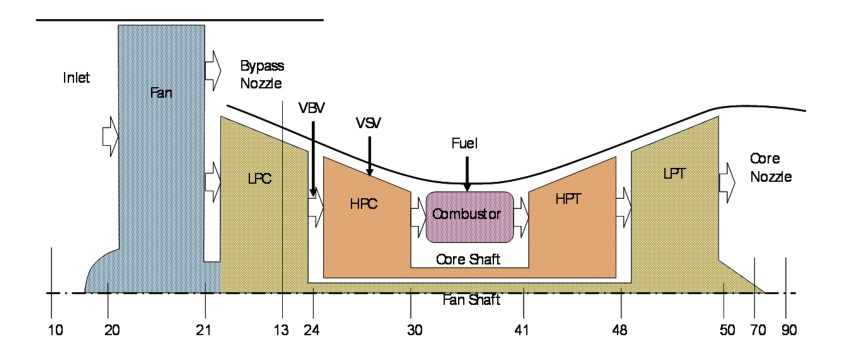 Inlet
Fan
Bypass
Nozzle
VBV
VSV
Fuel
LPC
HPC
Combustor
HPT
LPT
Core
Nozzle
Core Shaft
Fan Shaft
10 20 21 13 24 30 41 48 50 70 90